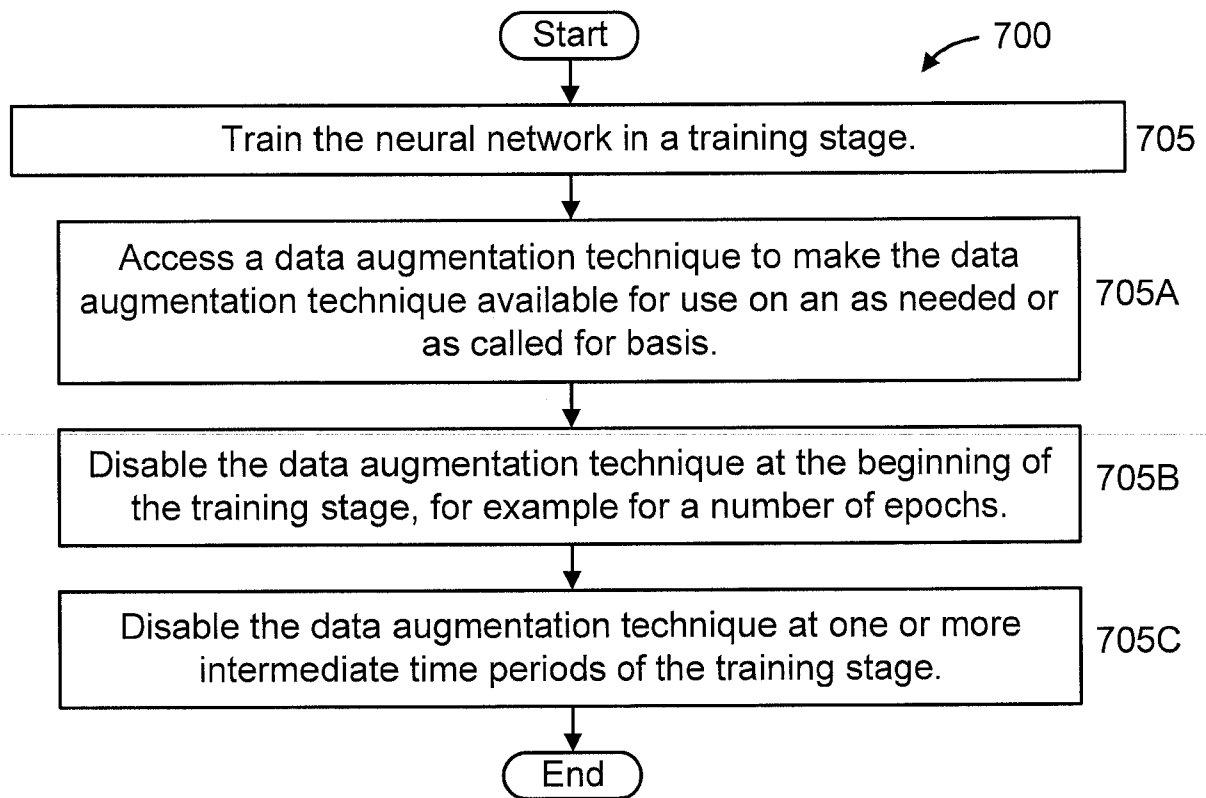 Start
700
Train the neural network in a training stage.
705
Access a data augmentation technique to make the data
augmentation technique available for use on an as needed or
as called for basis.
705A
Disable the data augmentation technique at the beginning of
the training stage, for example for a number of epochs.
705B
Disable the data augmentation technique at one or more
intermediate time periods of the training stage.
705C
End